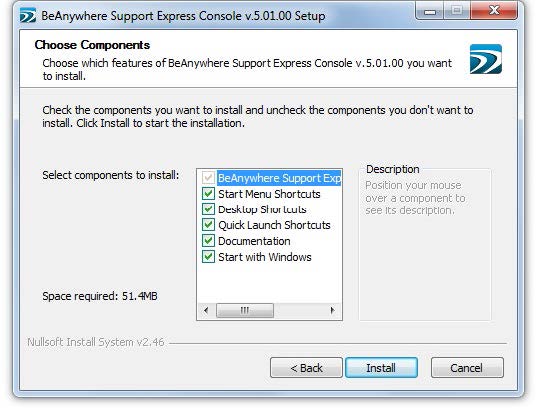 BeAnywhere Support Express Console v.5.01.00 Setup
Choose Components
Choose which features of BeAnywhere Support Express Console v.5.01.00 you want
to install.
Check the components you want to install and uncheck the components you don't want to
install. Click Install to start the installation.
Select components to install:
BeAnywhere Support Exp
Start Menu Shortcuts
Desktop Shortcuts
Quick Launch Shortcuts
Documentation
Start with Windows
Description
Position your mouse
over a component to
see its description.
Space required: 51.4MB
Nullsoft Install System v2.46
< Back
Install
Cancel